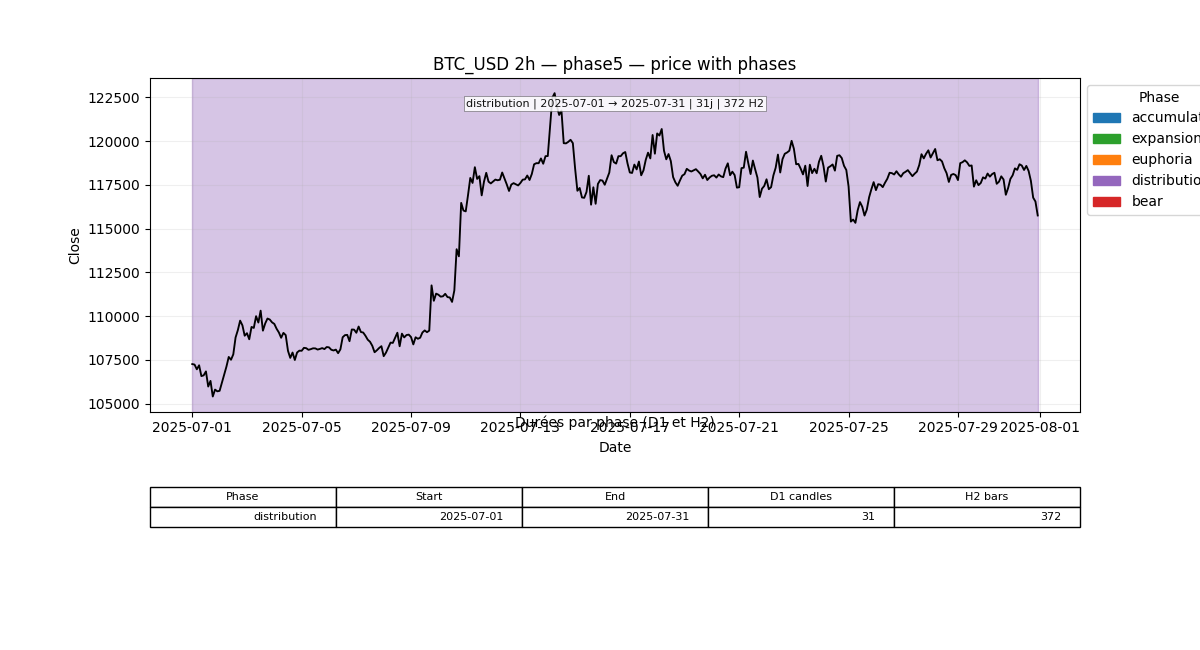 BTC_USD 2h — phase5 — price with phases
distribution | 2025-07-01 → 2025-07-31 | 31j | 372 H2
Close
122500
120000
117500
115000
112500
110000
107500
105000
Phase
accumulat
expansion
euphoria
distributio
bear
2025-07-01 2025-07-05 2025-07-09 2025-07-13 2025-07-17 2025-07-21 2025-07-25 2025-07-29 2025-08-01
Durées par phase (D1 et H2)
Date
Phase Start End D1 candles H2 bars
distribution 2025-07-01 2025-07-31 31 372